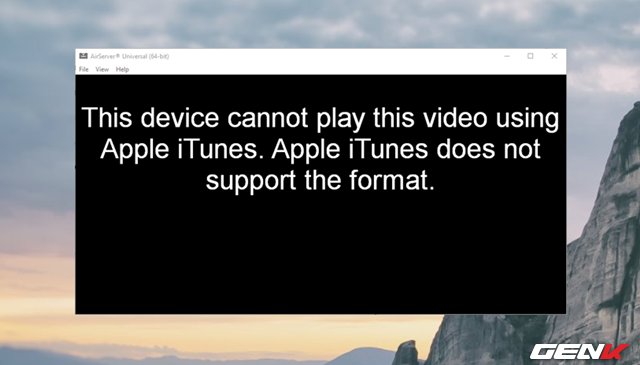 AirServer® Universal (64-bit)
File View Help
This device cannot play this video using
Apple iTunes. Apple iTunes does not
support the format.
GENK